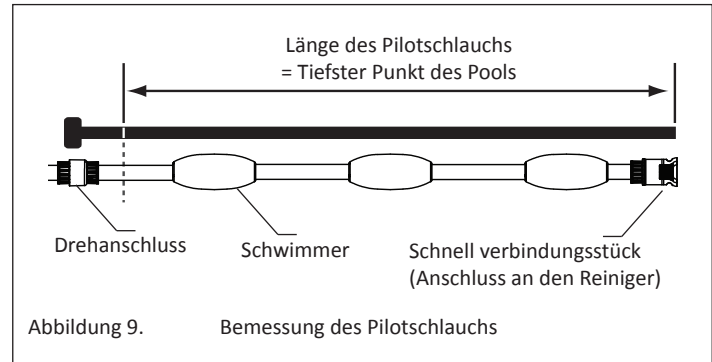 Länge des Pilotschlauchs
= Tiefster Punkt des Pools
Drehanschluss
Schwimmer
Schnell verbindungsstück
(Anschluss an den Reiniger)
Abbildung 9. Bemessung des Pilotschlauchs